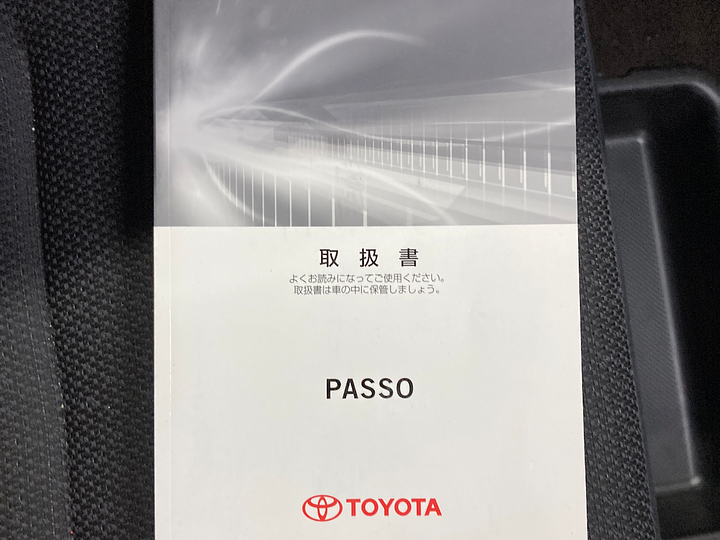 取扱書
よくお読みになってご使用ください。
取扱書は車の中に保管しましょう。
PASSO
TOYOTA